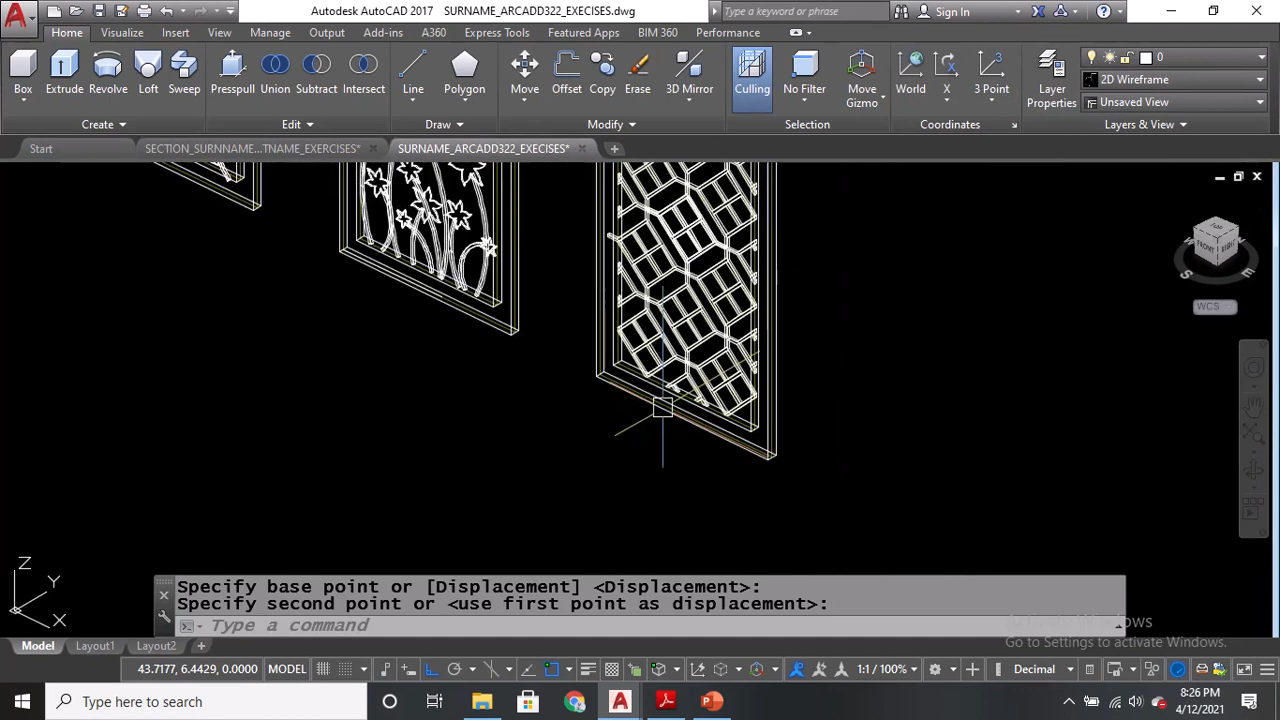 Autodesk AutoCAD 2017 SURNAME_ARCADD322_EXECISES.dwg
Type a keyword or phrase
Sign In
Home Visualize Insert View Manage Output Add-ins A360 Express Tools Featured Apps BIM 360 Performance
0
2D Wireframe
Unsaved View
Box Extrude Revolve Loft Sweep Presspull Union Subtract Intersect Line Polygon Move Offset Copy Erase 3D Mirror Culling No Filter Move Gizmo World X 3 Point Layer Properties
Create Edit Draw Modify Selection Coordinates Layers & View
Start SECTION_SURNNAME...TNAME_EXERCISES* SURNAME_ARCADD322_EXECISES*
TOP
FRONT RIGHT
W N
S E
WCS
Z
Y
X
Specify base point or [Displacement] <Displacement>:
Specify second point or <use first point as displacement>:
Type a command
Activate Windows
Go to Settings to activate Windows.
Model Layout1 Layout2
43.7177, 6.4429, 0.0000 MODEL 1:1 / 100% Decimal
Type here to search
8:26 PM
4/12/2021